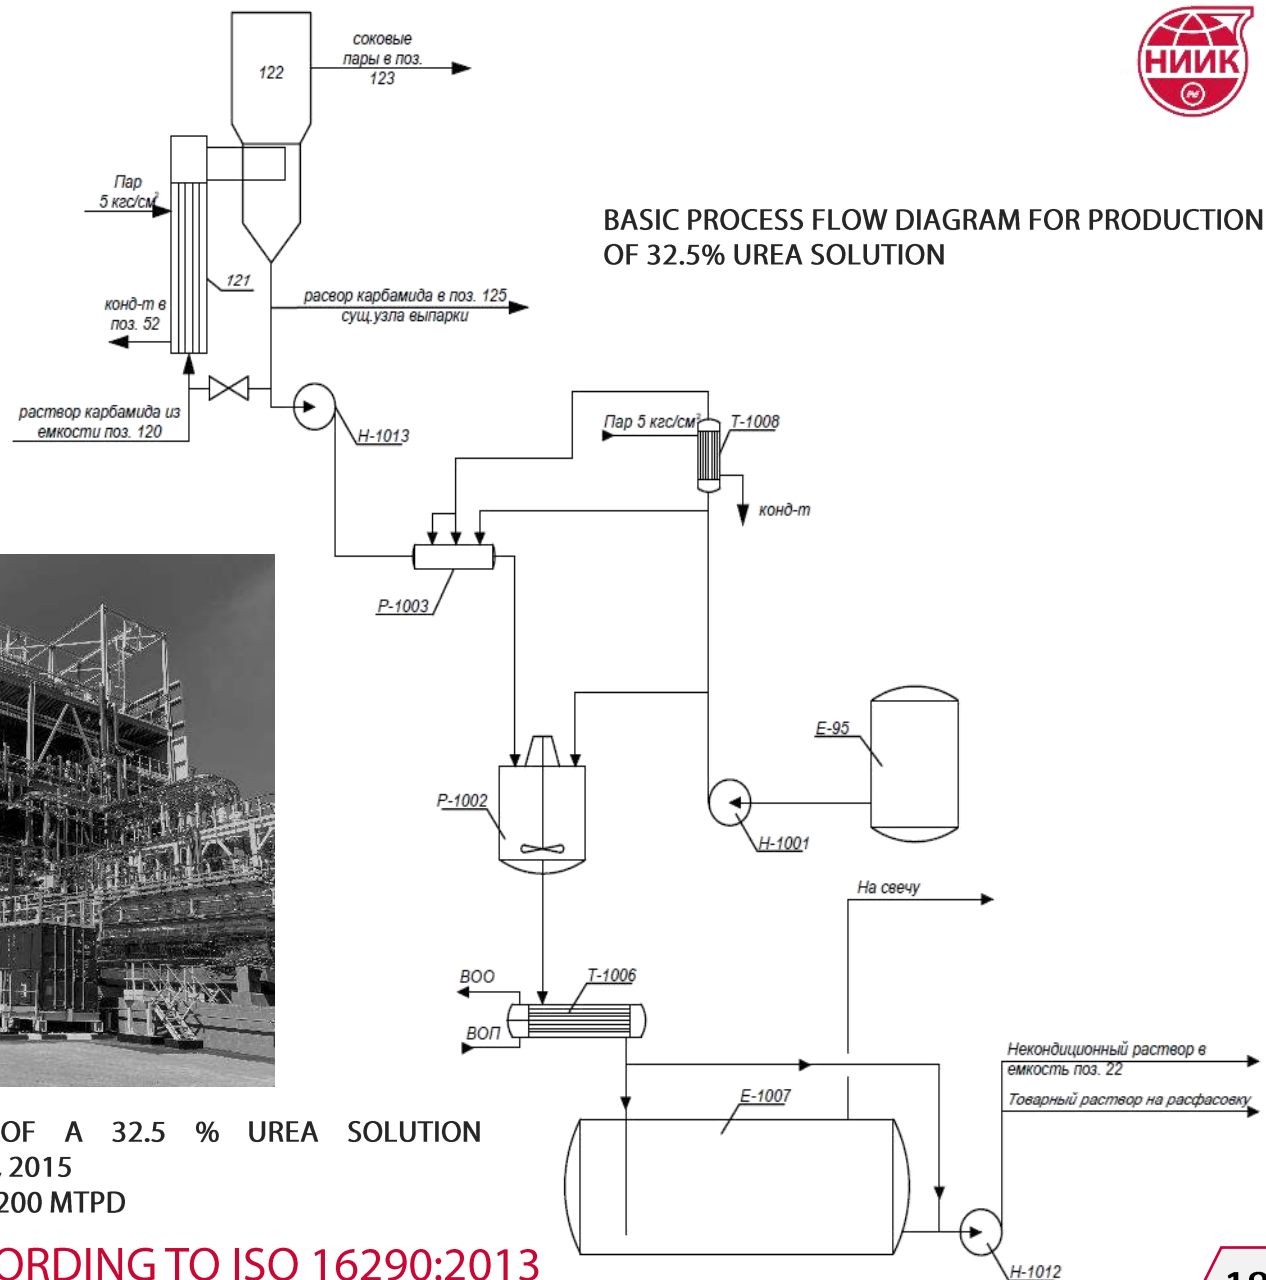 122
соковые
пары в поз.
123
НИИК
Пар
5 кгс/см²
BASIC PROCESS FLOW DIAGRAM FOR PRODUCTION
OF 32.5% UREA SOLUTION
121
конд-т в
поз. 52
расвор карбамида в поз. 125
сущ.узла выпарки
раствор карбамида из
емкости поз. 120
Н-1013
Пар 5 кгс/см²
Т-1008
конд-т
Р-1003
Е-95
Р-1002
Н-1001
На свечу
ВОО
Т-1006
ВОП
Некондиционный раствор в
емкость поз. 22
Товарный раствор на расфасовку
Е-1007
OF A 32.5 % UREA SOLUTION
, 2015
200 MTPD
ORDING TO ISO 16290:2013
Н-1012